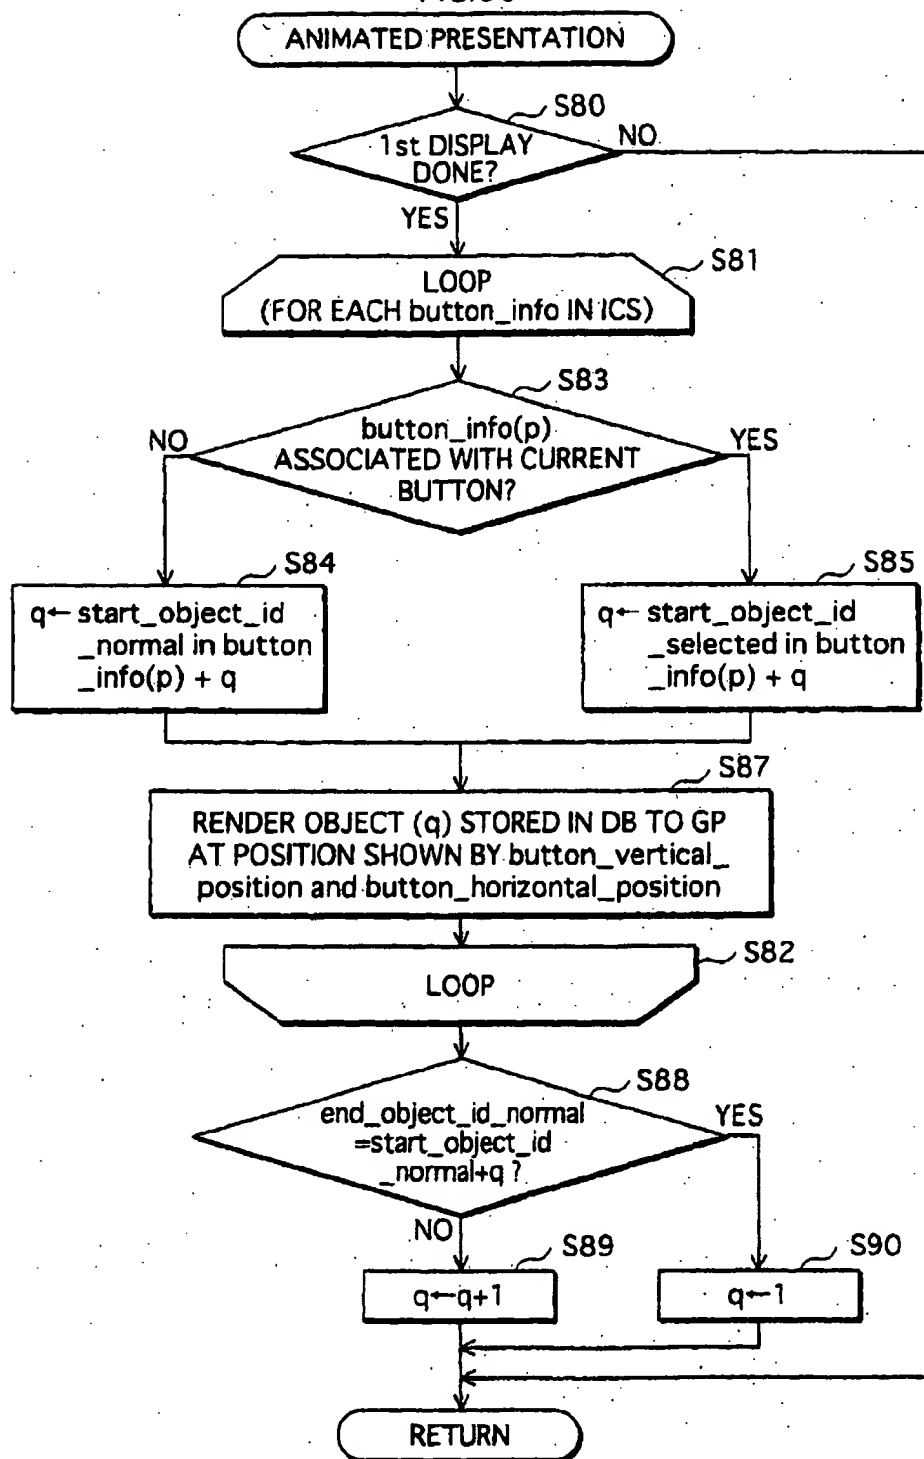 ANIMATED PRESENTATION
S80
1st DISPLAY
DONE?
NO
YES
S81
LOOP
(FOR EACH button_info IN ICS)
S83
button_info(p)
ASSOCIATED WITH CURRENT
BUTTON?
NO
YES
S84
q← start_object_id
_normal in button
_info(p) + q
S85
q← start_object_id
_selected in button
_info(p) + q
S87
RENDER OBJECT (q) STORED IN DB TO GP
AT POSITION SHOWN BY button_vertical_
position and button_horizontal_position
S82
LOOP
S88
end_object_id_normal
=start_object_id
_normal+q ?
YES
NO
S89
q←q+1
S90
q←1
RETURN